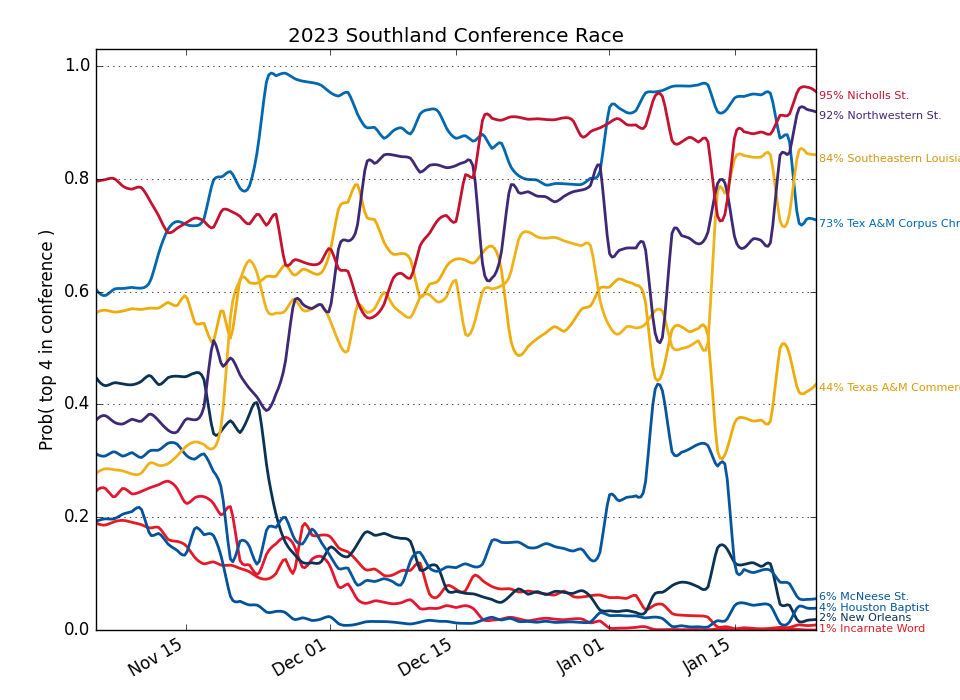 2023 Southland Conference Race
Prob( top 4 in conference )
1.0
0.8
0.6
0.4
0.2
0.0
Nov 15
Dec 01
Dec 15
Jan 01
Jan 15
95% Nicholls St.
92% Northwestern St.
84% Southeastern Louisia
73% Tex A&M Corpus Chr
44% Texas A&M Commerc
6% McNeese St.
4% Houston Baptist
2% New Orleans
1% Incarnate Word